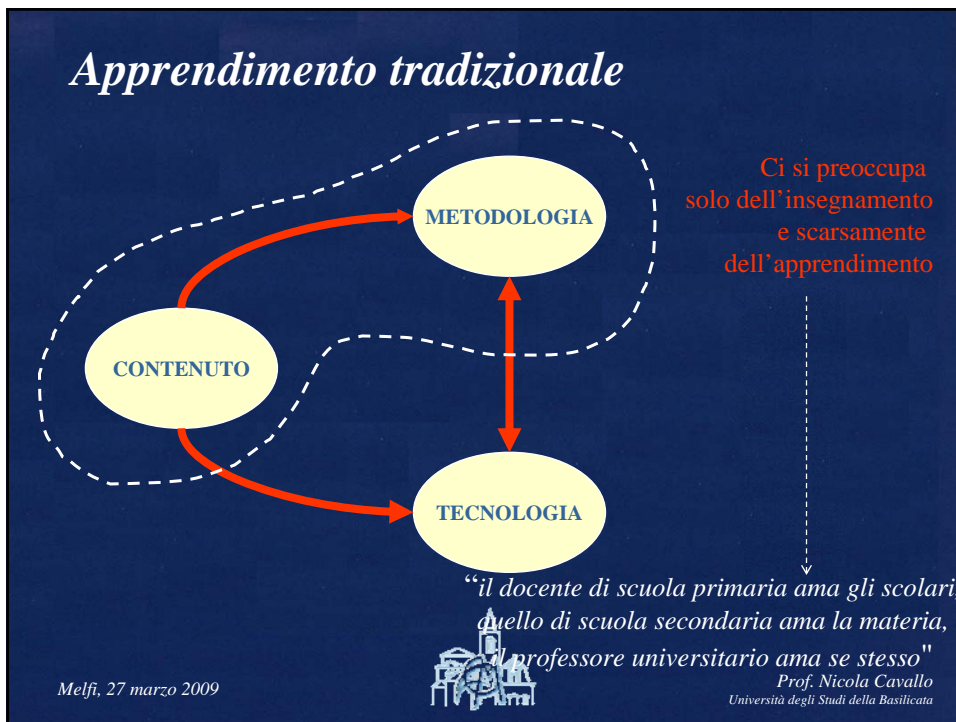 Apprendimento tradizionale
METODOLOGIA
Ci si preoccupa
solo dell’insegnamento
e scarsamente
dell’apprendimento
CONTENUTO
TECNOLOGIA
“il docente di scuola primaria ama gli scolari,
quello di scuola secondaria ama la materia,
il professore universitario ama se stesso"
Melfi, 27 marzo 2009
Prof. Nicola Cavallo
Università degli Studi della Basilicata